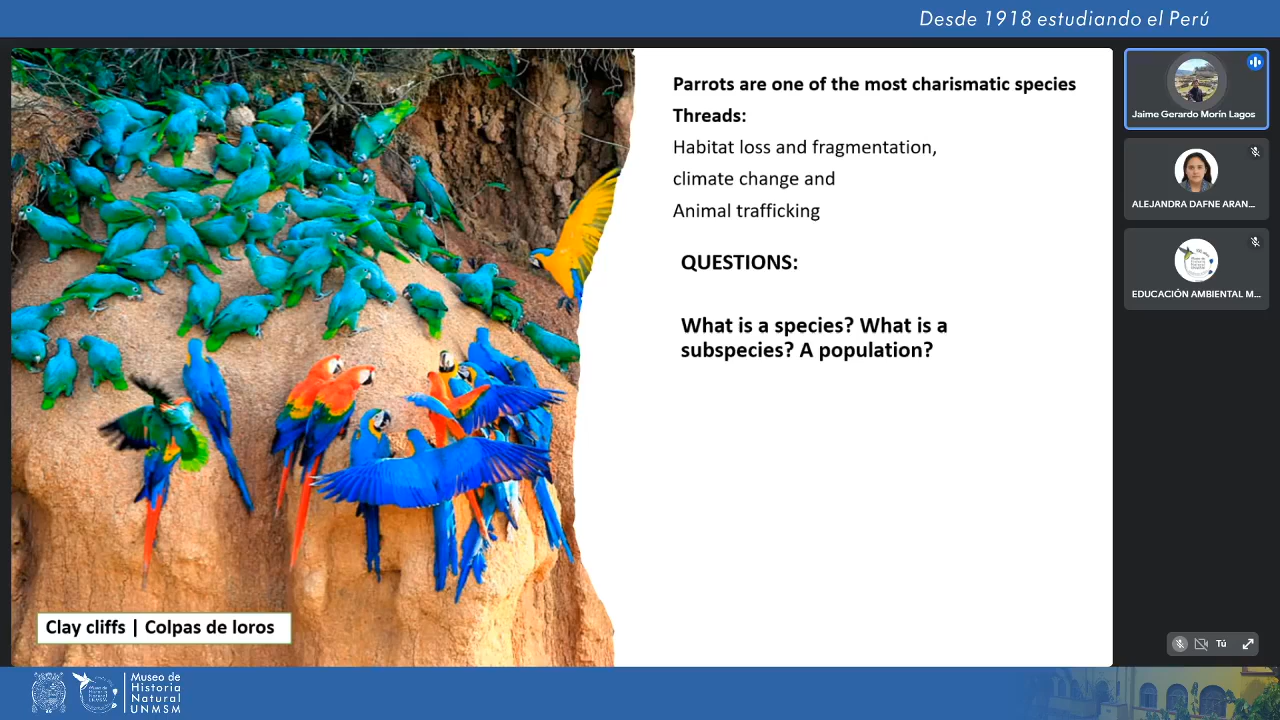 Desde 1918 estudiando el Perú
Parrots are one of the most charismatic species
Threads:
Habitat loss and fragmentation,
climate change and
Animal trafficking
QUESTIONS:
What is a species? What is a
subspecies? A population?
Clay cliffs | Colpas de loros
Jaime Gerardo Morín Lagos
ALEJANDRA DAFNE ARAN...
EDUCACIÓN AMBIENTAL M...
Tú
Museo de
Historia
Natural
UNMSM